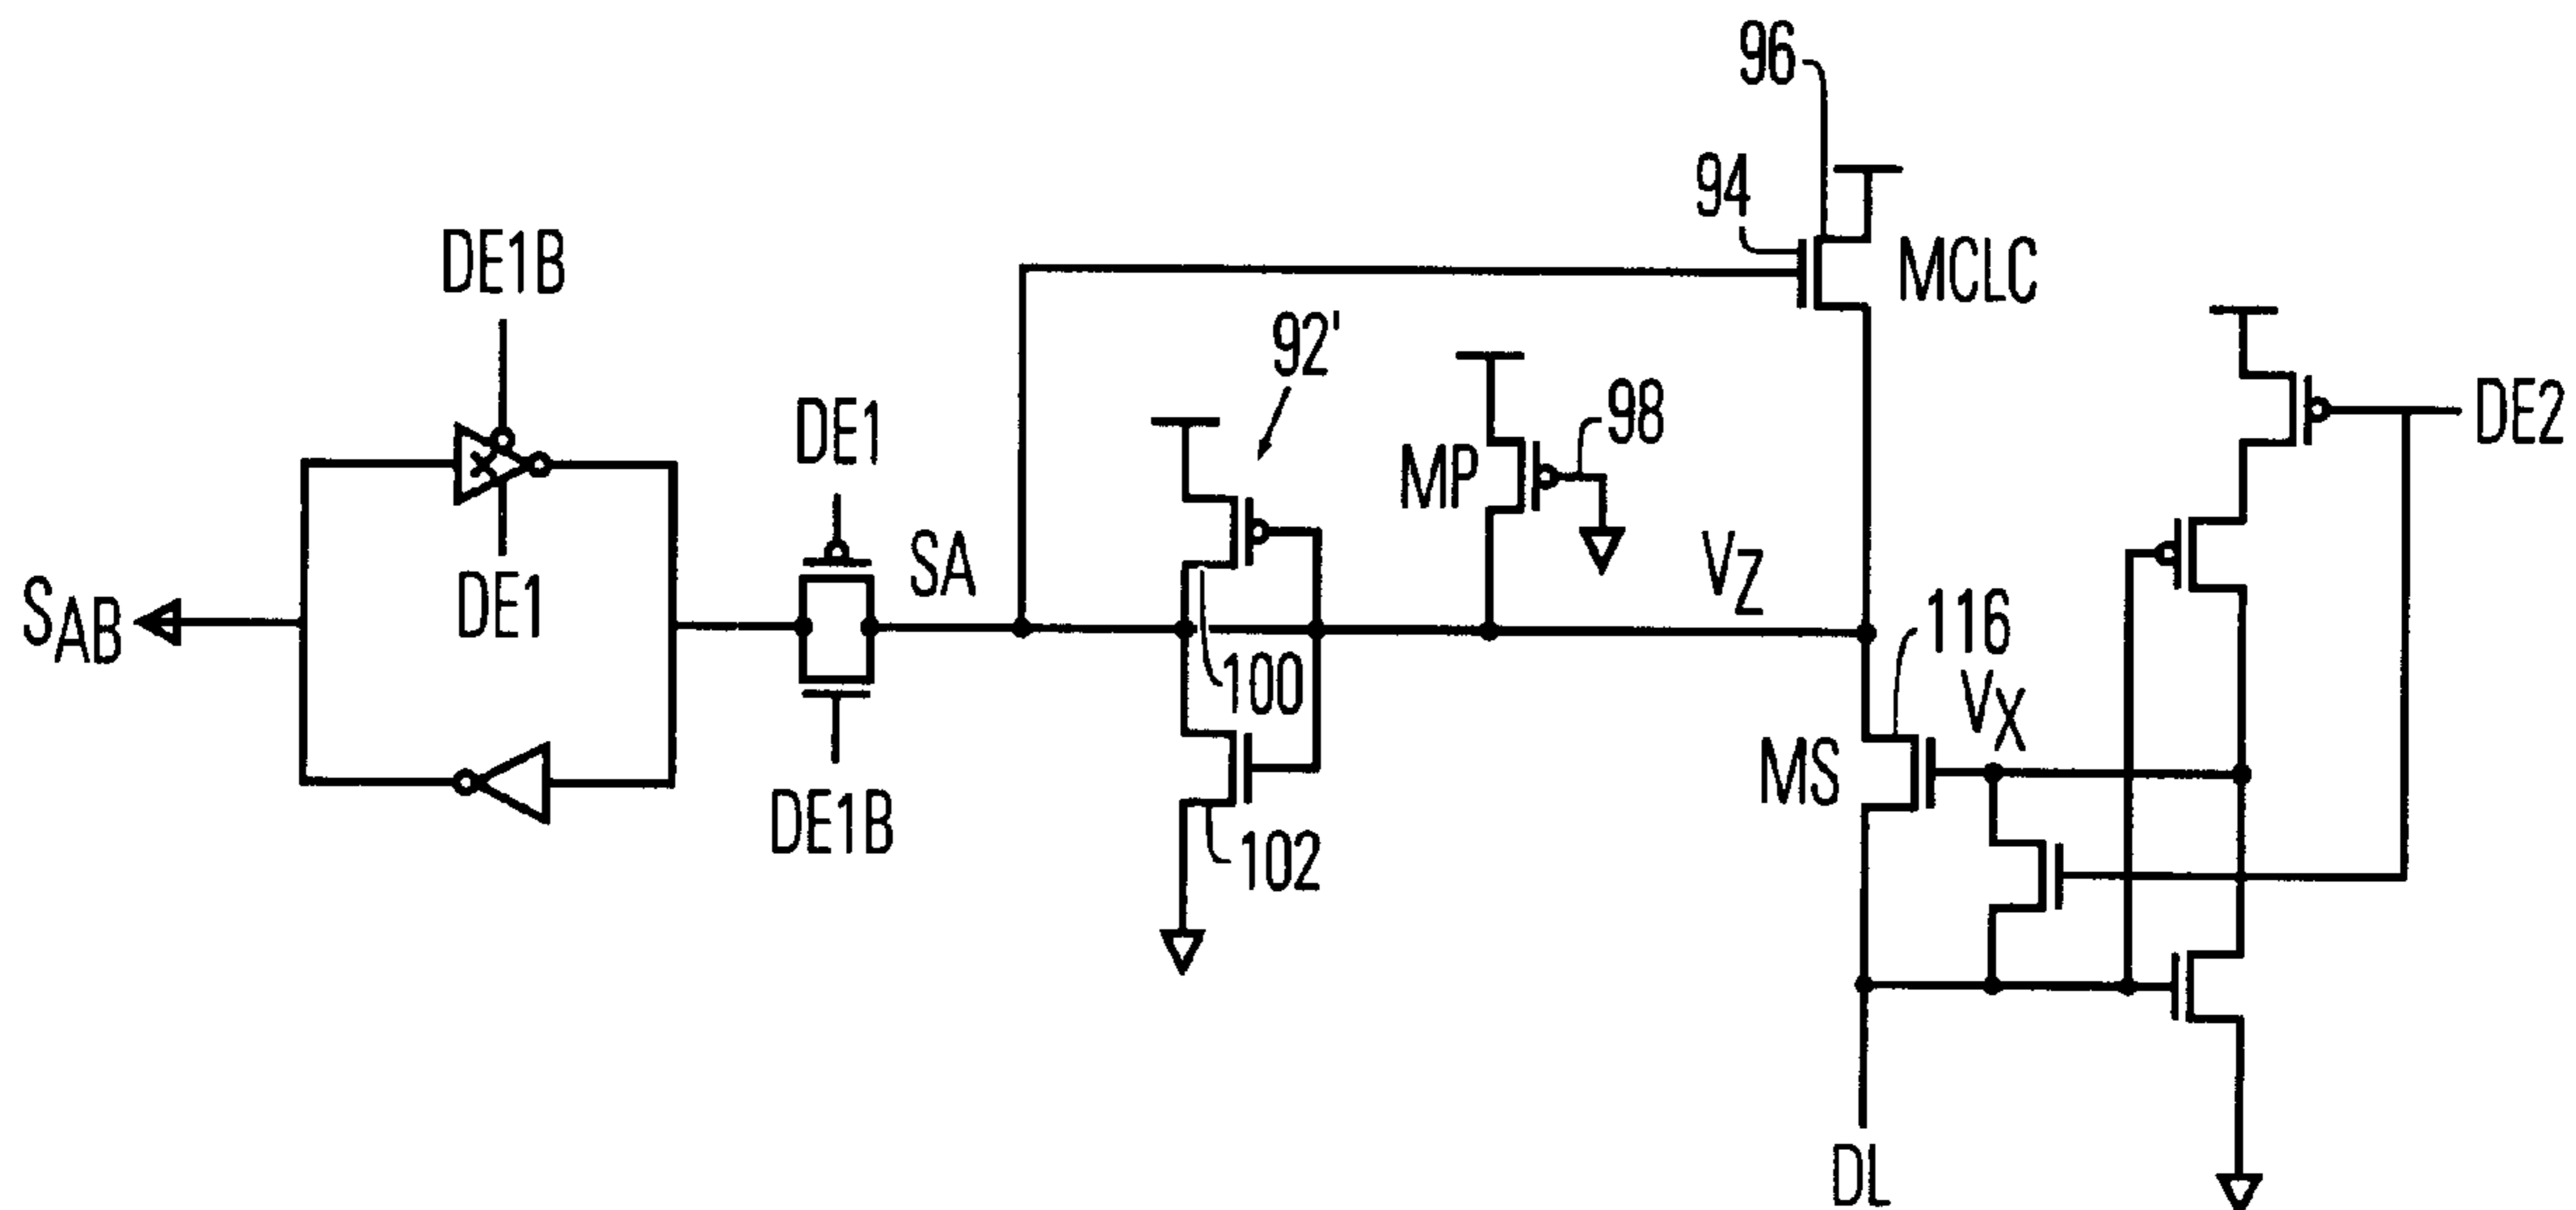 96
94
MCLC
DE1B
DE1
92'
MP
98
DE2
SA
VZ
DE1
SAB
100
116
VX
MS
DE1B
102
DL